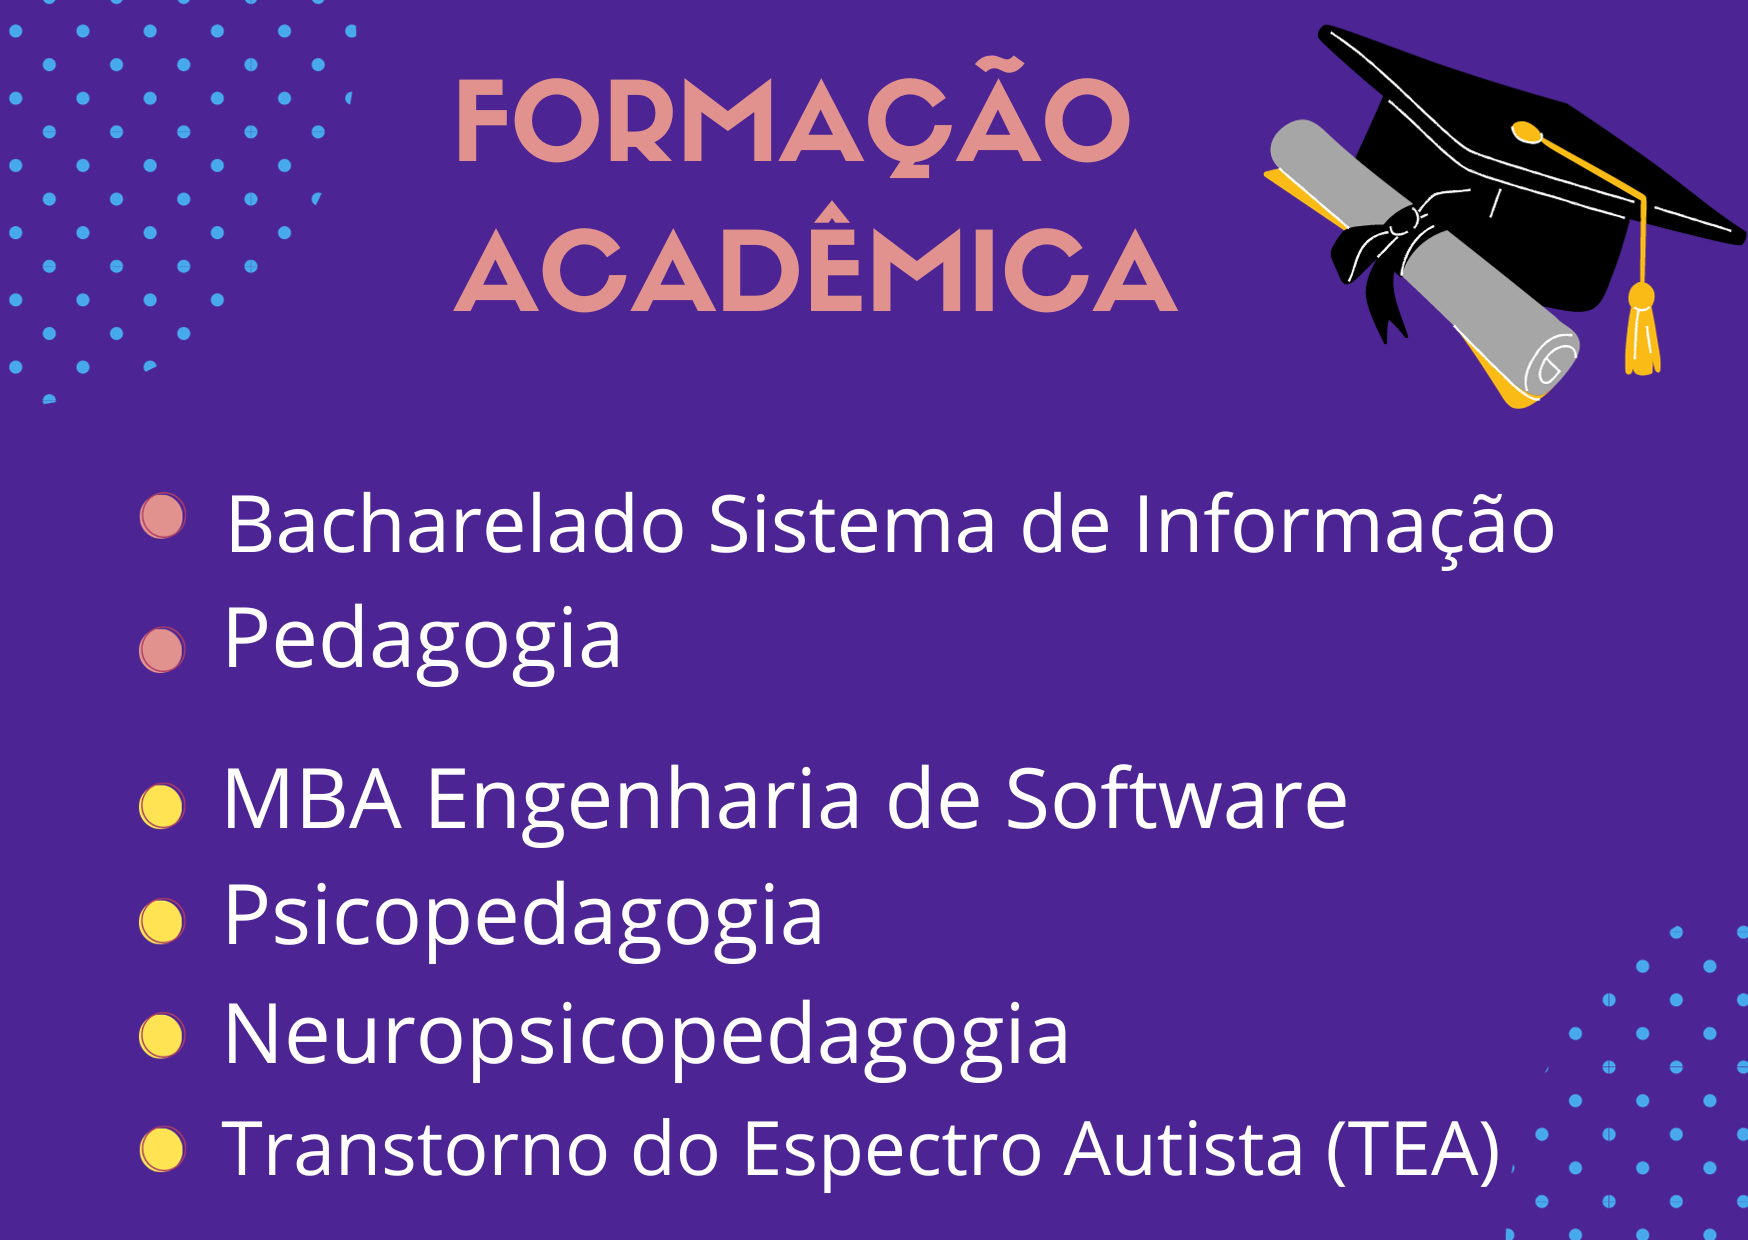 FORMAÇÃO
ACADÊMICA
Bacharelado Sistema de Informação
Pedagogia
MBA Engenharia de Software
Psicopedagogia
Neuropsicopedagogia
Transtorno do Espectro Autista (TEA)